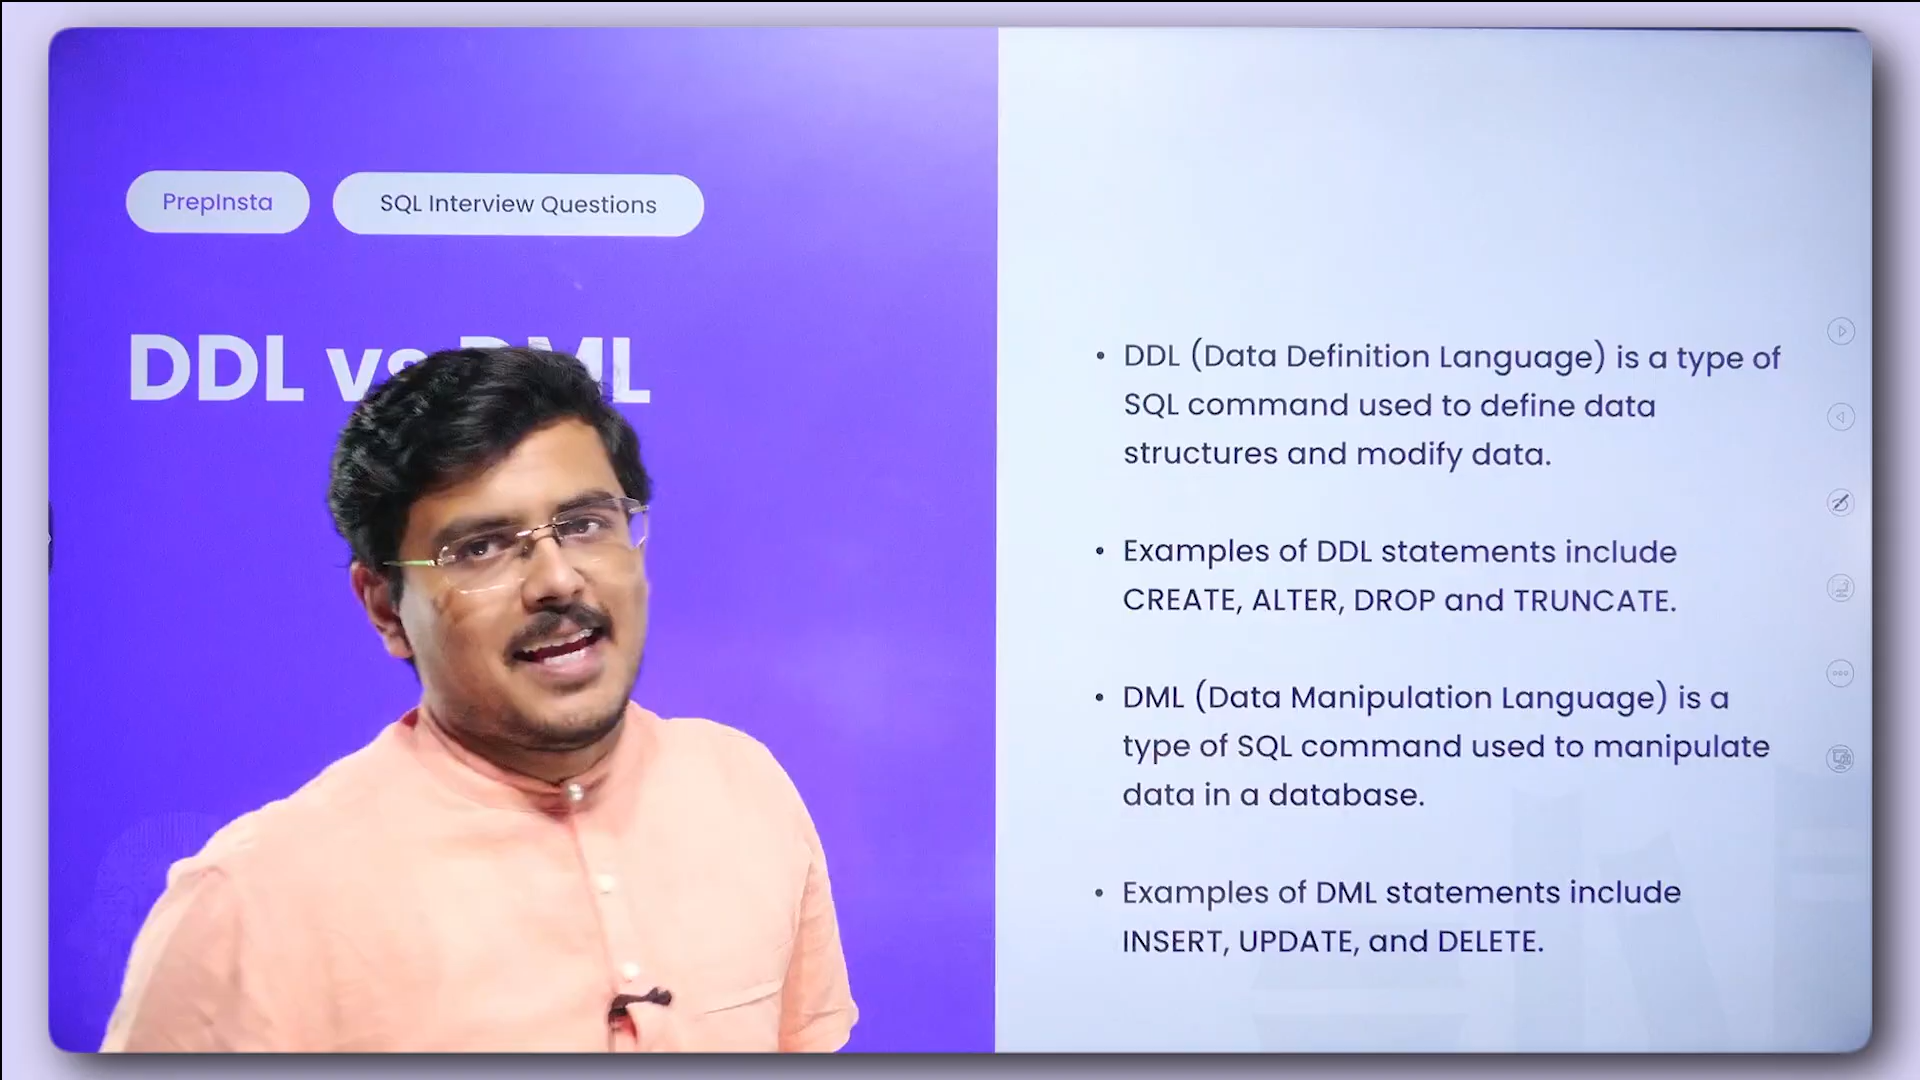 PrepInsta
SQL Interview Questions
DDL vs DML
• DDL (Data Definition Language) is a type of
SQL command used to define data
structures and modify data.
• Examples of DDL statements include
CREATE, ALTER, DROP and TRUNCATE.
• DML (Data Manipulation Language) is a
type of SQL command used to manipulate
data in a database.
• Examples of DML statements include
INSERT, UPDATE, and DELETE.